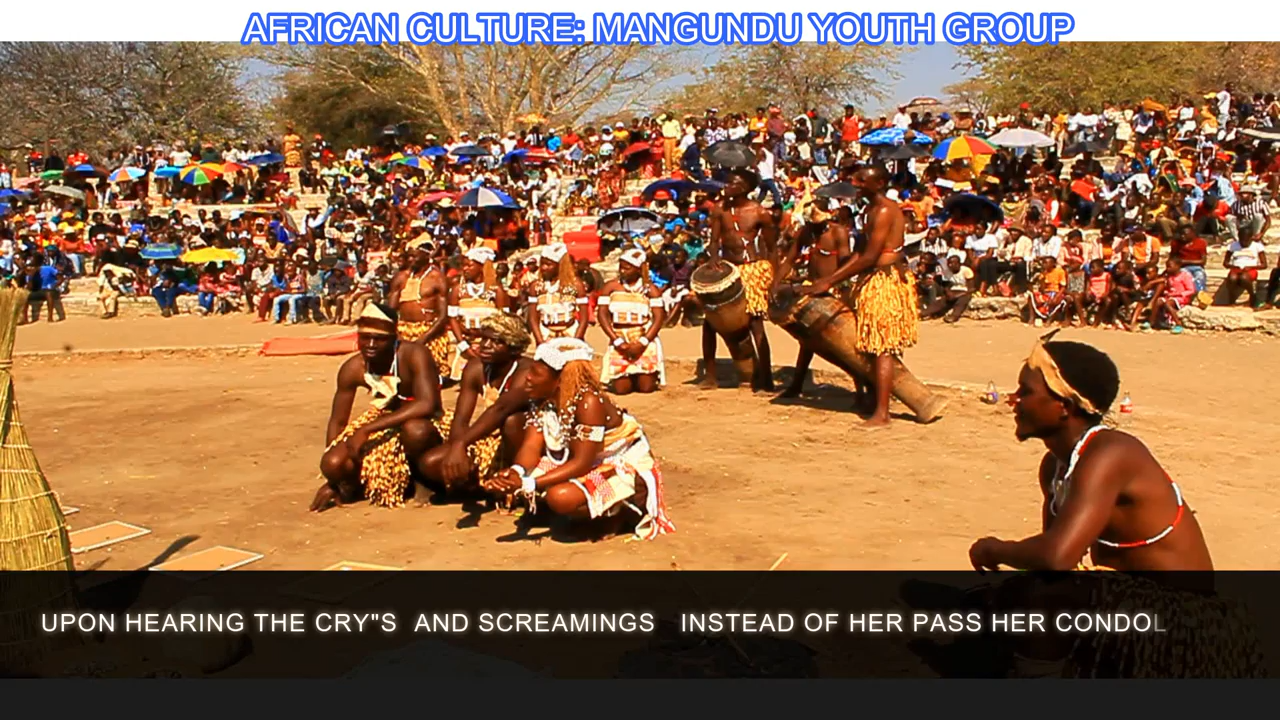 AFRICAN CULTURE: MANGUNDU YOUTH GROUP
UPON HEARING THE CRY"S AND SCREAMINGS INSTEAD OF HER PASS HER CONDOL